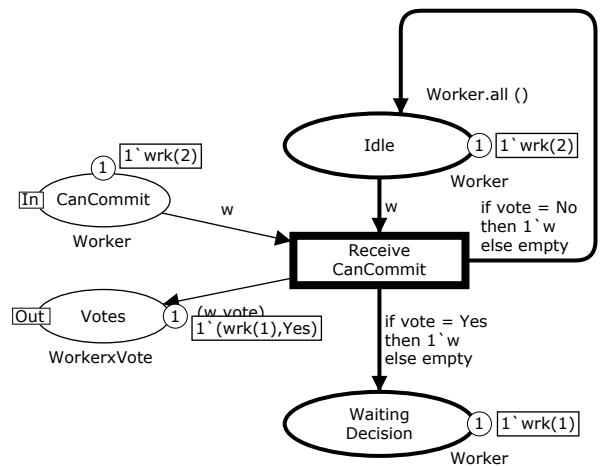 Worker.all ()
Idle
1
1`wrk(2)
Worker
1
1`wrk(2)
In
CanCommit
Worker
w
w
if vote = No
then 1`w
else empty
Receive
CanCommit
Out
Votes
1
(w,vote)
1`(wrk(1),Yes)
WorkerxVote
if vote = Yes
then 1`w
else empty
Waiting
Decision
1
1`wrk(1)
Worker